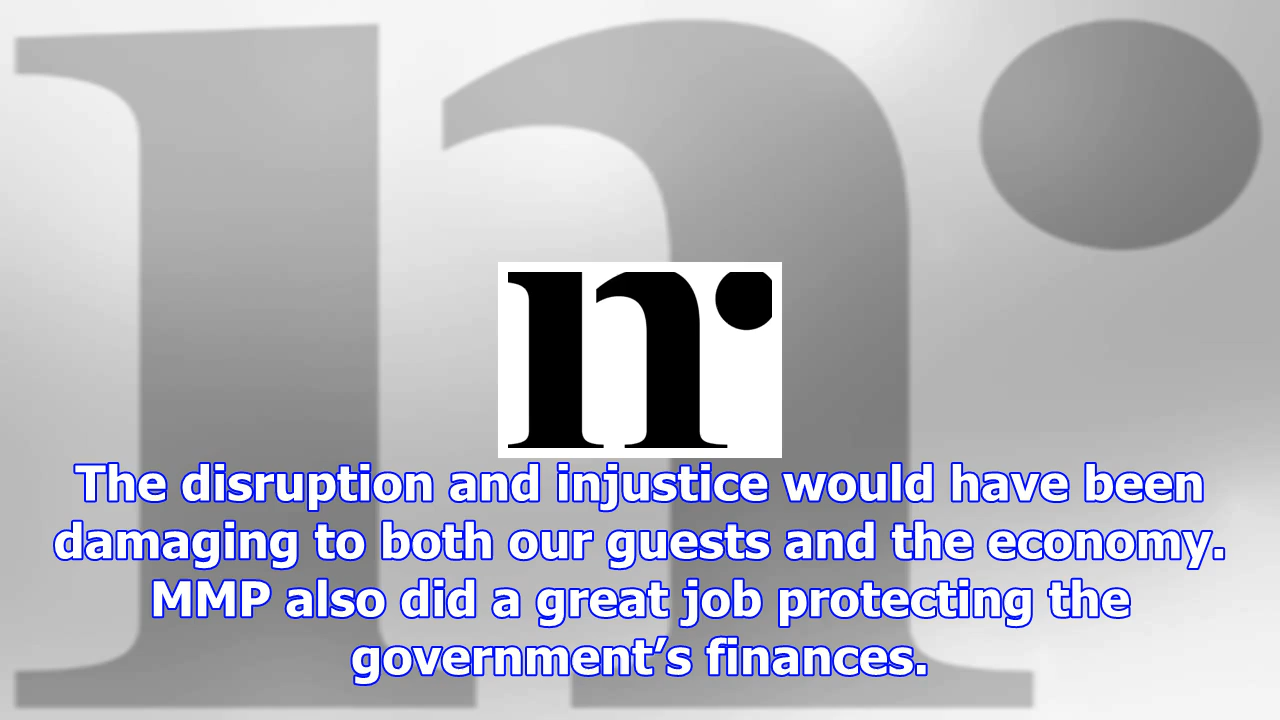 n
The disruption and injustice would have been
damaging to both our guests and the economy.
MMP also did a great job protecting the
government’s finances.